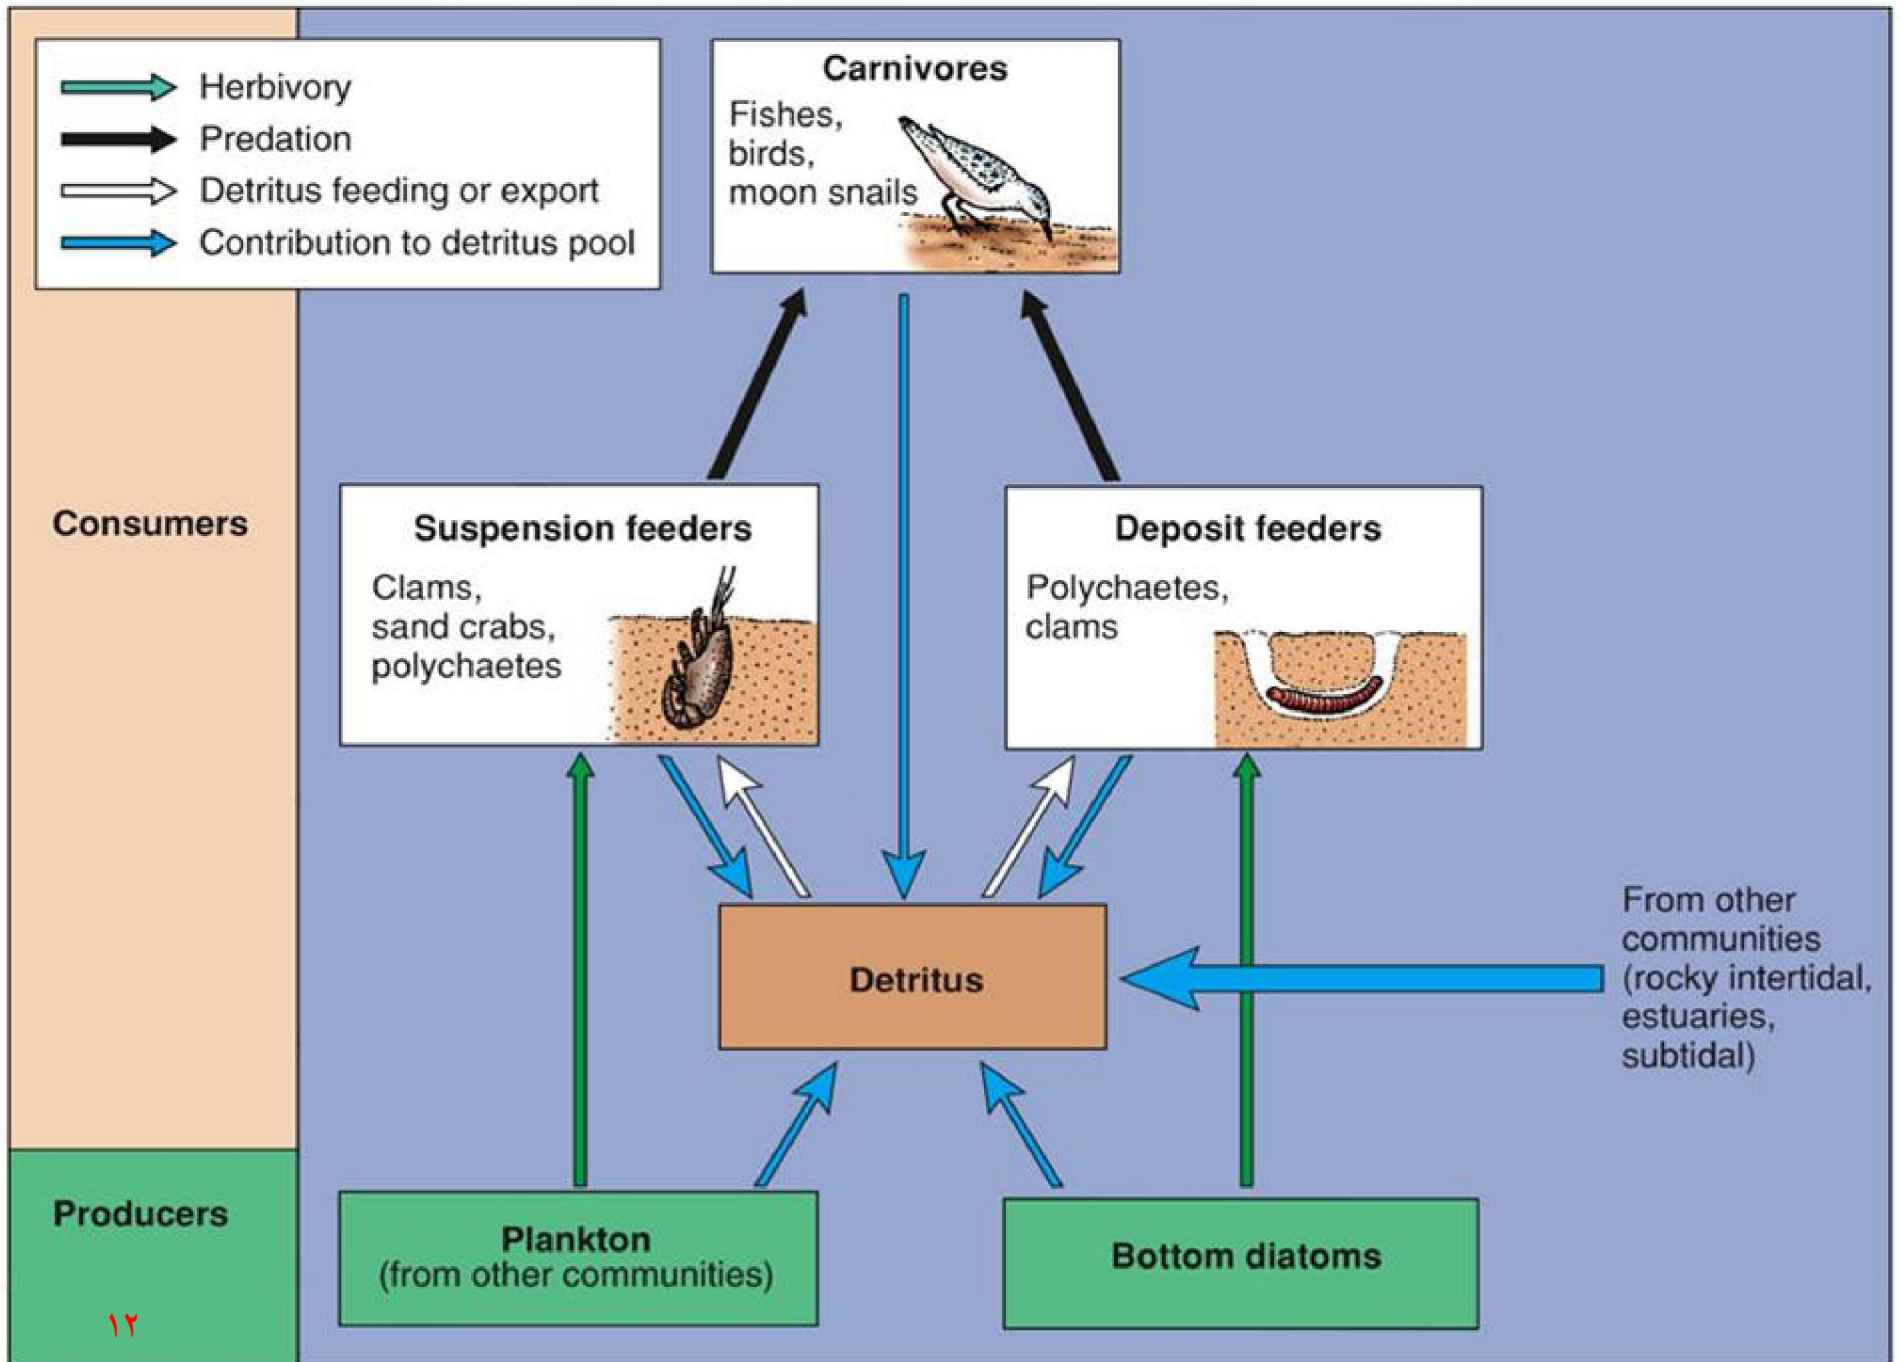 Herbivory
Predation
Detritus feeding or export
Contribution to detritus pool
Carnivores
Fishes,
birds,
moon snails
Consumers
Suspension feeders
Clams,
sand crabs,
polychaetes
Deposit feeders
Polychaetes,
clams
Detritus
From other
communities
(rocky intertidal,
estuaries,
subtidal)
Producers
Plankton
(from other communities)
Bottom diatoms
١٢